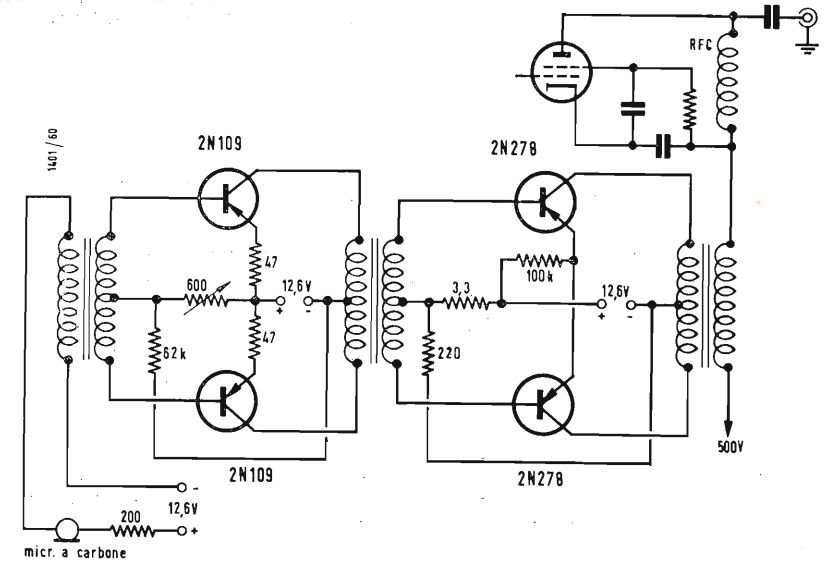 RFC
2N109
2N278
1401/60
47
600
12,6V
+ -
3,3
100k
12,6V
+ -
62k
47
220
500V
2N109
2N278
-
12,6V
200
+
micr. a carbone